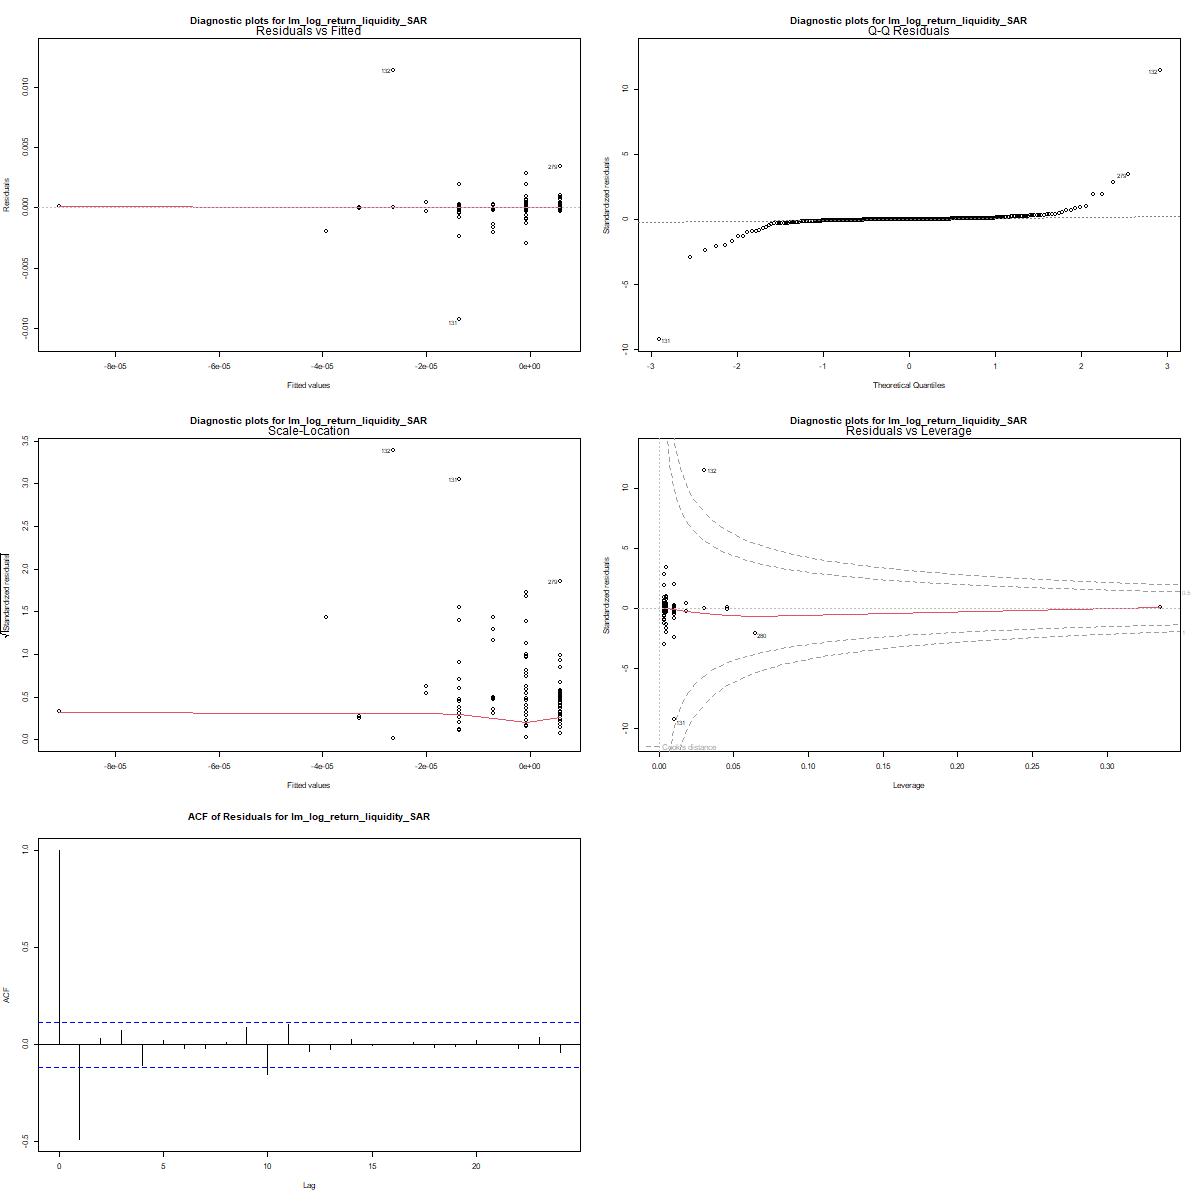 Diagnostic plots for lm_log_return_liquidity_SAR
Residuals vs Fitted
Residuals
0.010
0.005
0.000
-0.005
-0.010
132
279
131
-8e-05 -6e-05 -4e-05 -2e-05 0e+00
Fitted values
Diagnostic plots for lm_log_return_liquidity_SAR
Q-Q Residuals
Standardized residuals
10
5
0
-5
-10
132
279
131
-3 -2 -1 0 1 2 3
Theoretical Quantiles
Diagnostic plots for lm_log_return_liquidity_SAR
Scale-Location
√|Standardized residuals|
3.5
3.0
2.5
2.0
1.5
1.0
0.5
0.0
132
131
279
-8e-05 -6e-05 -4e-05 -2e-05 0e+00
Fitted values
Diagnostic plots for lm_log_return_liquidity_SAR
Residuals vs Leverage
Standardized residuals
10
5
0
-5
-10
132
280
131
0.5
1
Cook's distance
0.00 0.05 0.10 0.15 0.20 0.25 0.30
Leverage
ACF of Residuals for lm_log_return_liquidity_SAR
ACF
1.0
0.5
0.0
-0.5
0 5 10 15 20
Lag